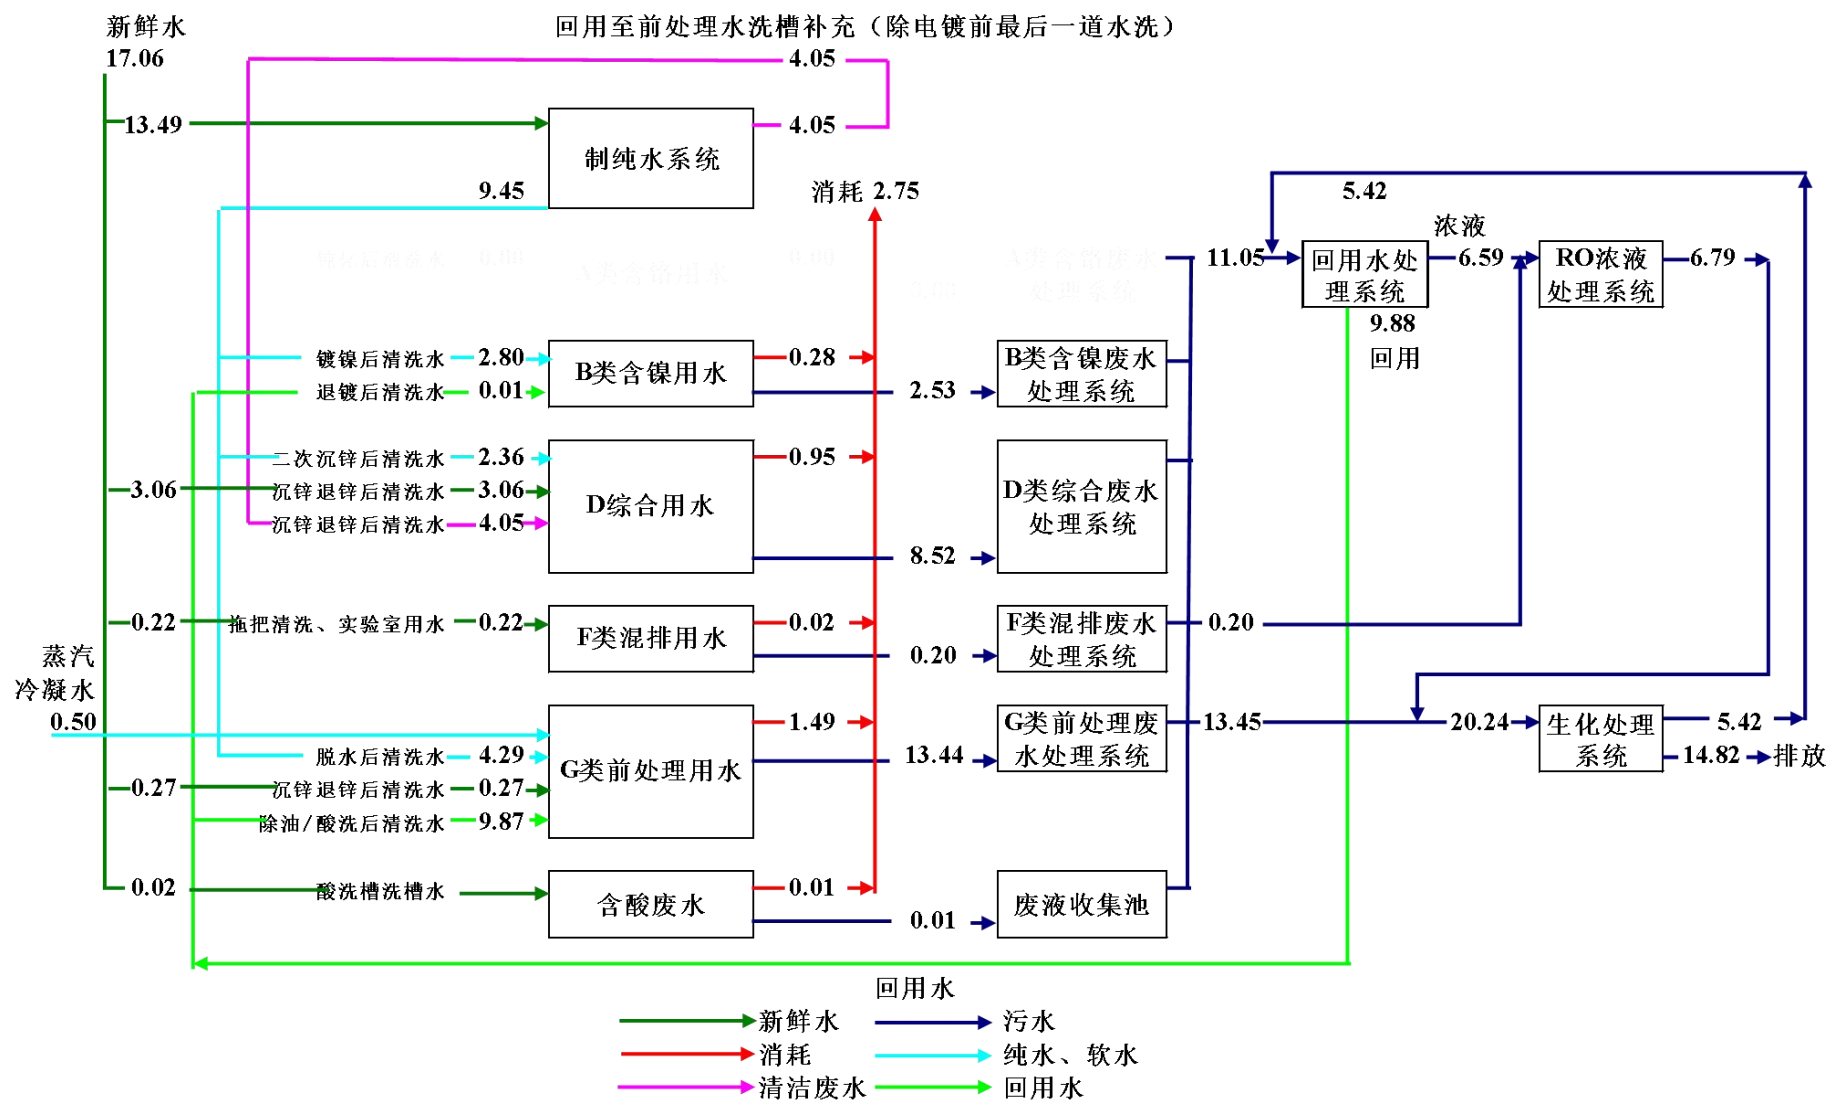 新鲜水
17.06
回用至前处理水洗槽补充（除电镀前最后一道水洗）
4.05
13.49
4.05
制纯水系统
9.45
消耗 2.75
5.42
浓液
11.05
回用水处
理系统
6.59
RO浓液
处理系统
6.79
9.88
回用
镀镍后清洗水
2.80
B类含镍用水
0.28
B类含镍废水
处理系统
退镀后清洗水
0.01
2.53
二次沉锌后清洗水
2.36
0.95
3.06
沉锌退锌后清洗水
3.06
D综合用水
D类综合废水
处理系统
沉锌退锌后清洗水
4.05
8.52
0.22
拖把清洗、实验室用水
0.22
F类混排用水
0.02
F类混排废水
处理系统
0.20
0.20
蒸汽
冷凝水
0.50
1.49
G类前处理废
水处理系统
13.45
20.24
生化处理
系统
5.42
脱水后清洗水
4.29
G类前处理用水
13.44
14.82
排放
0.27
沉锌退锌后清洗水
0.27
除油/酸洗后清洗水
9.87
0.02
酸洗槽洗槽水
含酸废水
0.01
废液收集池
0.01
回用水
新鲜水
污水
消耗
纯水、软水
清洁废水
回用水